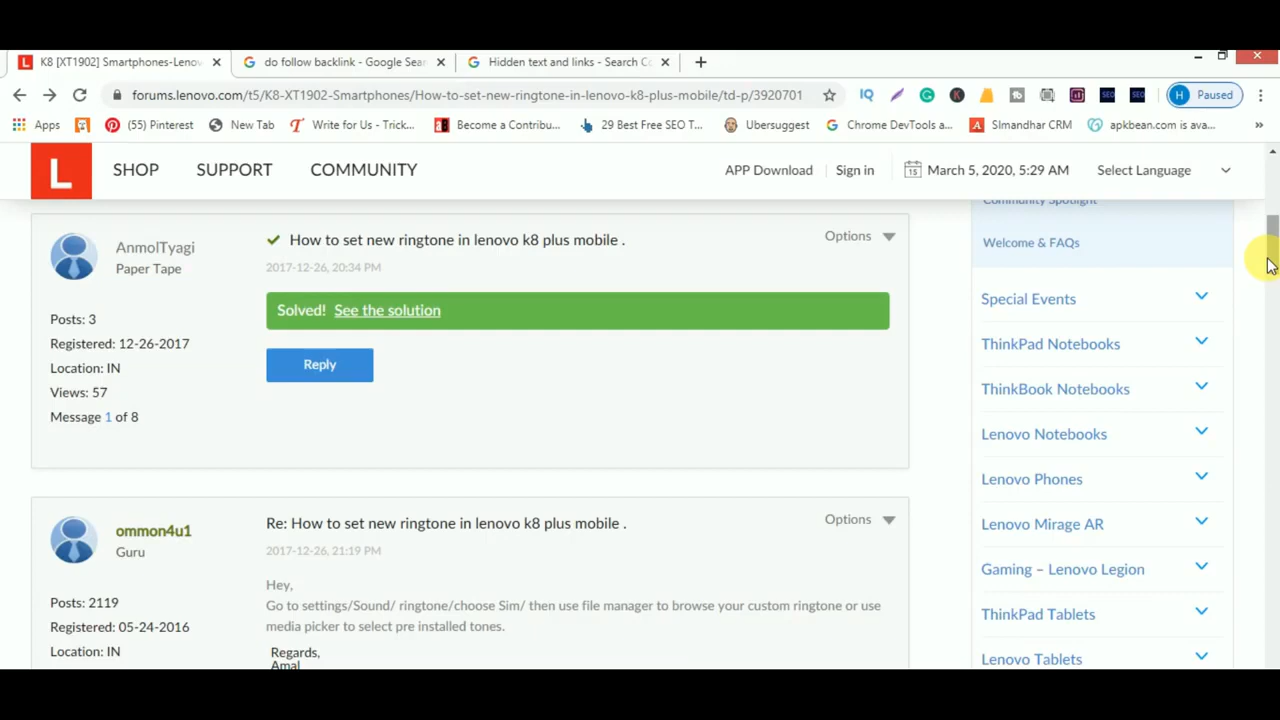 K8 [XT1902] Smartphones-Lenov
do follow backlink - Google Sear
Hidden text and links - Search Co
forums.lenovo.com/t5/K8-XT1902-Smartphones/How-to-set-new-ringtone-in-lenovo-k8-plus-mobile/td-p/3920701
H Paused
Apps
(55) Pinterest
New Tab
Write for Us - Trick...
Become a Contribu...
29 Best Free SEO T...
Ubersuggest
Chrome DevTools a...
SImandhar CRM
apkbean.com is ava...
L
SHOP
SUPPORT
COMMUNITY
APP Download
Sign in
March 5, 2020, 5:29 AM
Select Language
AnmolTyagi
Paper Tape
Posts: 3
Registered: 12-26-2017
Location: IN
Views: 57
Message 1 of 8
How to set new ringtone in lenovo k8 plus mobile .
Options
2017-12-26, 20:34 PM
Solved! See the solution
Reply
ommon4u1
Guru
Posts: 2119
Registered: 05-24-2016
Location: IN
Re: How to set new ringtone in lenovo k8 plus mobile .
Options
2017-12-26, 21:19 PM
Hey,
Go to settings/Sound/ ringtone/choose Sim/ then use file manager to browse your custom ringtone or use
media picker to select pre installed tones.
Regards,
Amal
Community Spotlight
Welcome & FAQs
Special Events
ThinkPad Notebooks
ThinkBook Notebooks
Lenovo Notebooks
Lenovo Phones
Lenovo Mirage AR
Gaming – Lenovo Legion
ThinkPad Tablets
Lenovo Tablets